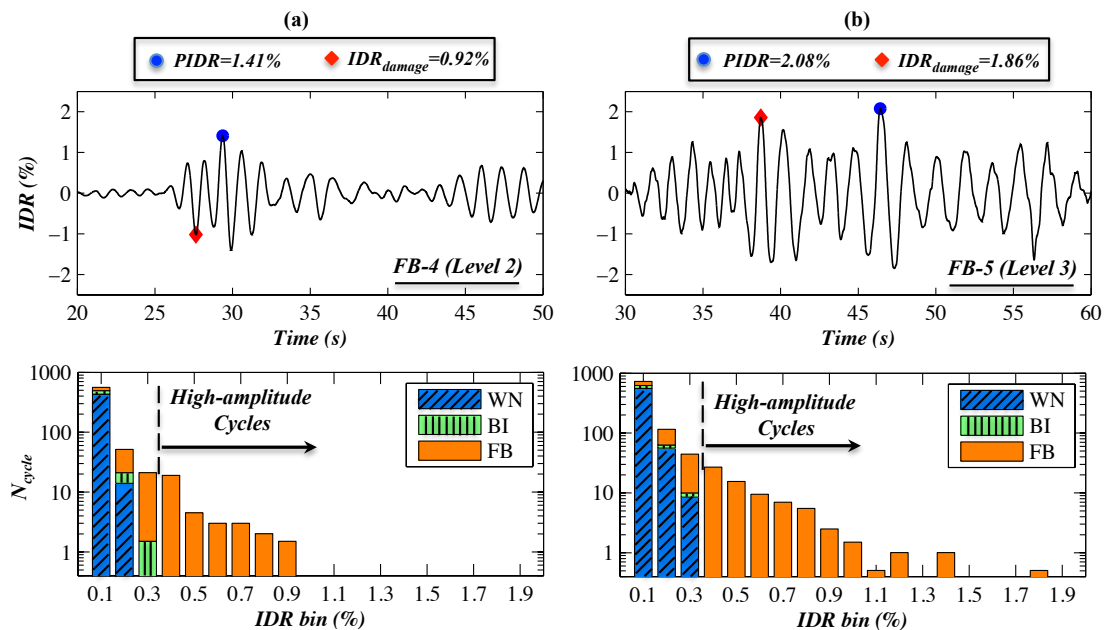 (a)
PIDR=1.41% IDRdamage=0.92%
2
1
0
−1
−2
IDR (%)
FB-4 (Level 2)
20 25 30 35 40 45 50
Time (s)
(b)
PIDR=2.08% IDRdamage=1.86%
2
1
0
−1
−2
FB-5 (Level 3)
30 35 40 45 50 55 60
Time (s)
1000
100
10
1
Ncycle
High-amplitude
Cycles
WN
BI
FB
0.1 0.3 0.5 0.7 0.9 1.1 1.3 1.5 1.7 1.9
IDR bin (%)
1000
100
10
1
High-amplitude
Cycles
WN
BI
FB
0.1 0.3 0.5 0.7 0.9 1.1 1.3 1.5 1.7 1.9
IDR bin (%)